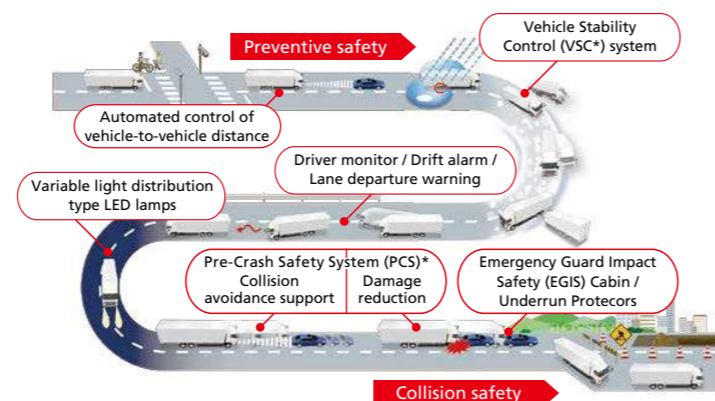 Preventive safety
Vehicle Stability
Control (VSC*) system
Automated control of
vehicle-to-vehicle distance
Driver monitor / Drift alarm /
Lane departure warning
Variable light distribution
type LED lamps
Pre-Crash Safety System (PCS)*
Collision
avoidance support
Damage
reduction
Emergency Guard Impact
Safety (EGIS) Cabin /
Underrun Protecors
Collision safety